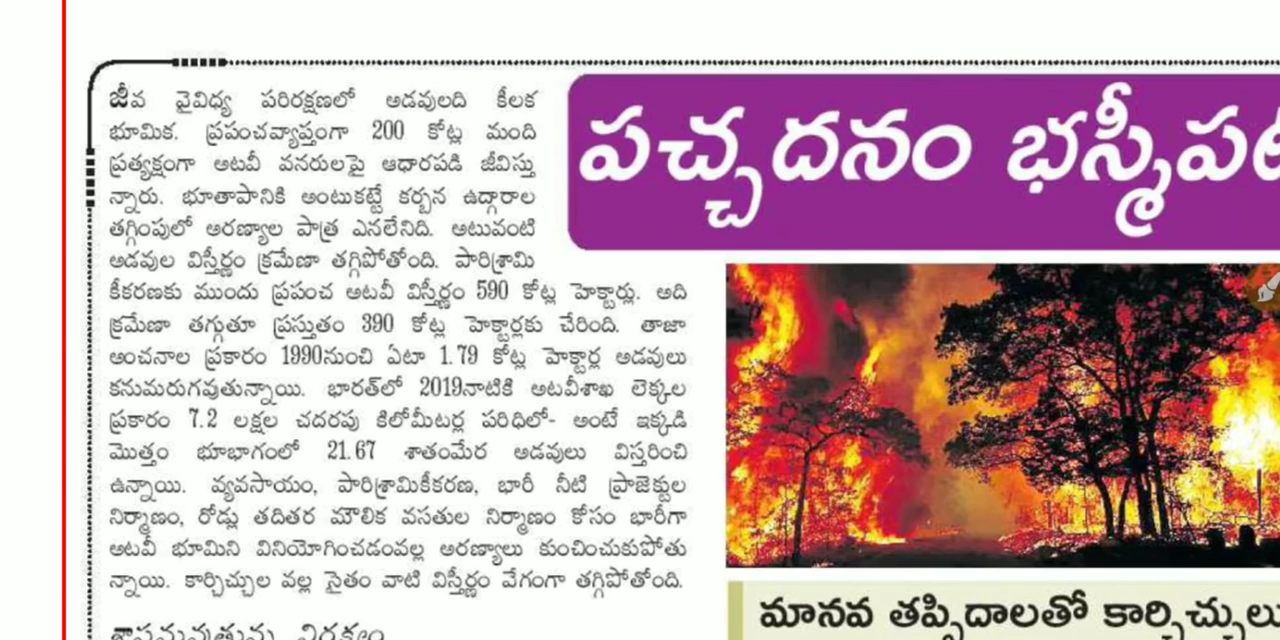 జీవ వైవిధ్య పరిరక్షణలో అడవులది కీలక
భూమిక. ప్రపంచవ్యాప్తంగా 200 కోట్ల మంది
ప్రత్యక్షంగా అటవీ వనరులపై ఆధారపడి జీవిస్తు
న్నారు. భూతాపానికి అంటుకట్టే కర్బన ఉద్గారాల
తగ్గింపులో అరణ్యాల పాత్ర ఎనలేనిది. అటువంటి
అడవుల విస్తీర్ణం క్రమేణా తగ్గిపోతోంది. పారిశ్రామి
కీకరణకు ముందు ప్రపంచ అటవీ విస్తీర్ణం 590 కోట్ల హెక్టార్లు. అది
క్రమేణా తగ్గుతూ ప్రస్తుతం 390 కోట్ల హెక్టార్లకు చేరింది. తాజా
అంచనాల ప్రకారం 1990నుంచి ఏటా 1.79 కోట్ల హెక్టార్ల అడవులు
కనుమరుగవుతున్నాయి. భారత్‌లో 2019నాటికి అటవీశాఖ లెక్కల
ప్రకారం 7.2 లక్షల చదరపు కిలోమీటర్ల పరిధిలో- అంటే ఇక్కడి
మొత్తం భూభాగంలో 21.67 శాతంమేర అడవులు విస్తరించి
ఉన్నాయి. వ్యవసాయం, పారిశ్రామికీకరణ, భారీ నీటి ప్రాజెక్టుల
నిర్మాణం, రోడ్లు తదితర మౌలిక వసతుల నిర్మాణం కోసం భారీగా
అటవీ భూమిని వినియోగించడంవల్ల అరణ్యాలు కుంచించుకుపోతు
న్నాయి. కార్చిచ్చుల వల్ల సైతం వాటి విస్తీర్ణం వేగంగా తగ్గిపోతోంది.
పచ్చదనం భస్మీపట
మానవ తప్పిదాలతో కార్చిచ్చులు